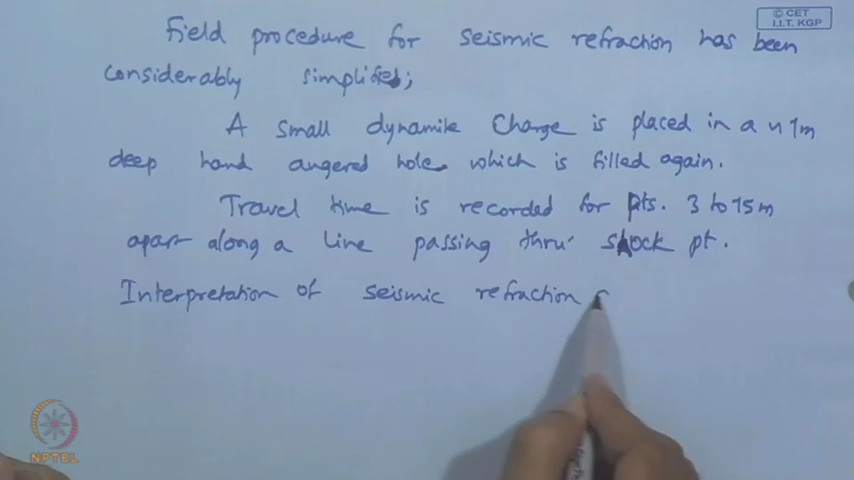 © CET
I.I.T. KGP
Field procedure for seismic refraction has been
considerably simplified;
A small dynamite charge is placed in a ~ 1m
deep hand angered hole which is filled again.
Travel time is recorded for pts. 3 to 15m
apart along a line passing thru' shock pt.
Interpretation of seismic refraction
NPTEL